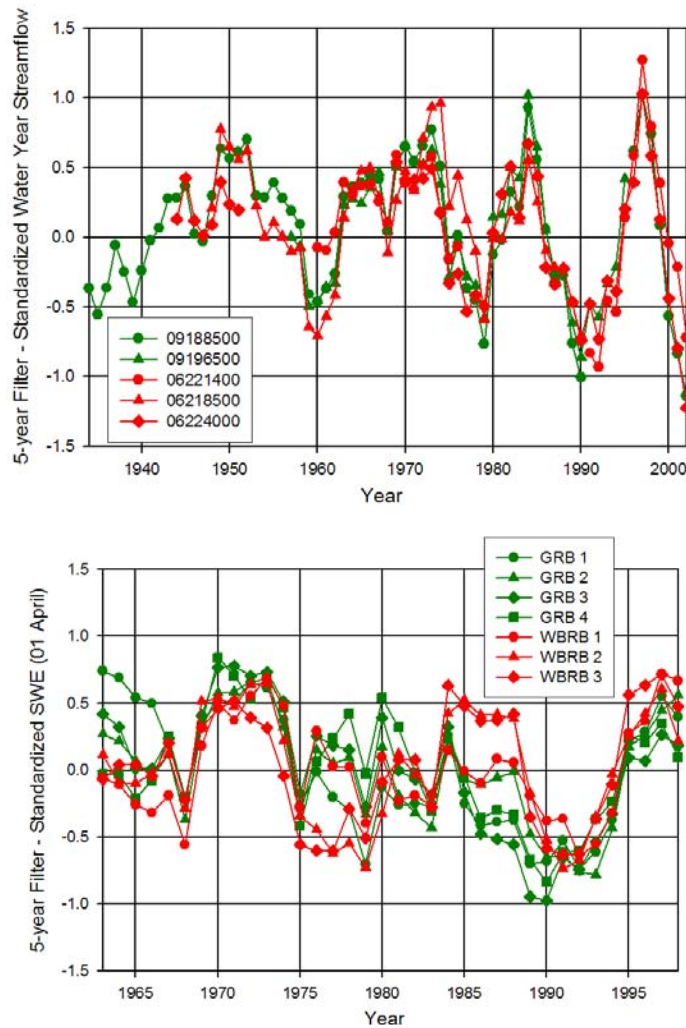 5-year Filter - Standardized Water Year Streamflow
1.5
1.0
0.5
0.0
-0.5
-1.0
-1.5
09188500
09196500
06221400
06218500
06224000
1940 1950 1960 1970 1980 1990 2000
Year
5-year Filter - Standardized SWE (01 April)
1.5
1.0
0.5
0.0
-0.5
-1.0
-1.5
GRB 1
GRB 2
GRB 3
GRB 4
WBRB 1
WBRB 2
WBRB 3
1965 1970 1975 1980 1985 1990 1995
Year